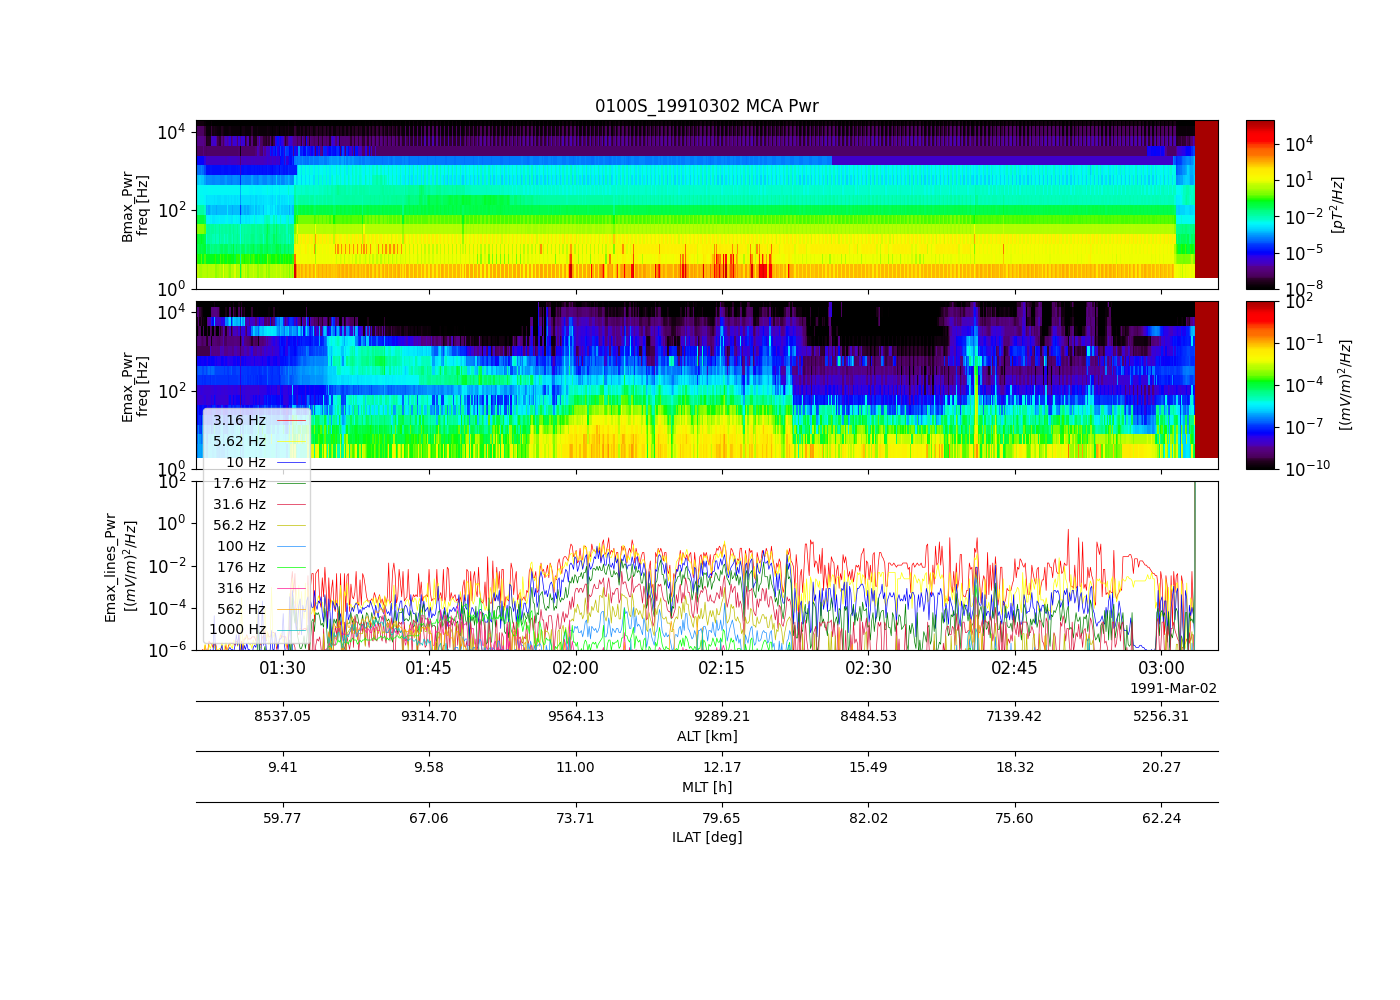 0100S_19910302 MCA Pwr
Bmax_Pwr
freq [Hz]
10^4
10^2
10^0
10^4
10^1
10^-2
10^-5
10^-8
[pT^2/Hz]
Emax_Pwr
freq [Hz]
10^4
10^2
10^0
10^2
10^-1
10^-4
10^-7
10^-10
[(mV/m)^2/Hz]
Emax_lines_Pwr
[(mV/m)^2/Hz]
10^2
10^0
10^-2
10^-4
10^-6
3.16 Hz
5.62 Hz
10 Hz
17.6 Hz
31.6 Hz
56.2 Hz
100 Hz
176 Hz
316 Hz
562 Hz
1000 Hz
01:30 01:45 02:00 02:15 02:30 02:45 03:00
1991-Mar-02
8537.05 9314.70 9564.13 9289.21 8484.53 7139.42 5256.31
ALT [km]
9.41 9.58 11.00 12.17 15.49 18.32 20.27
MLT [h]
59.77 67.06 73.71 79.65 82.02 75.60 62.24
ILAT [deg]